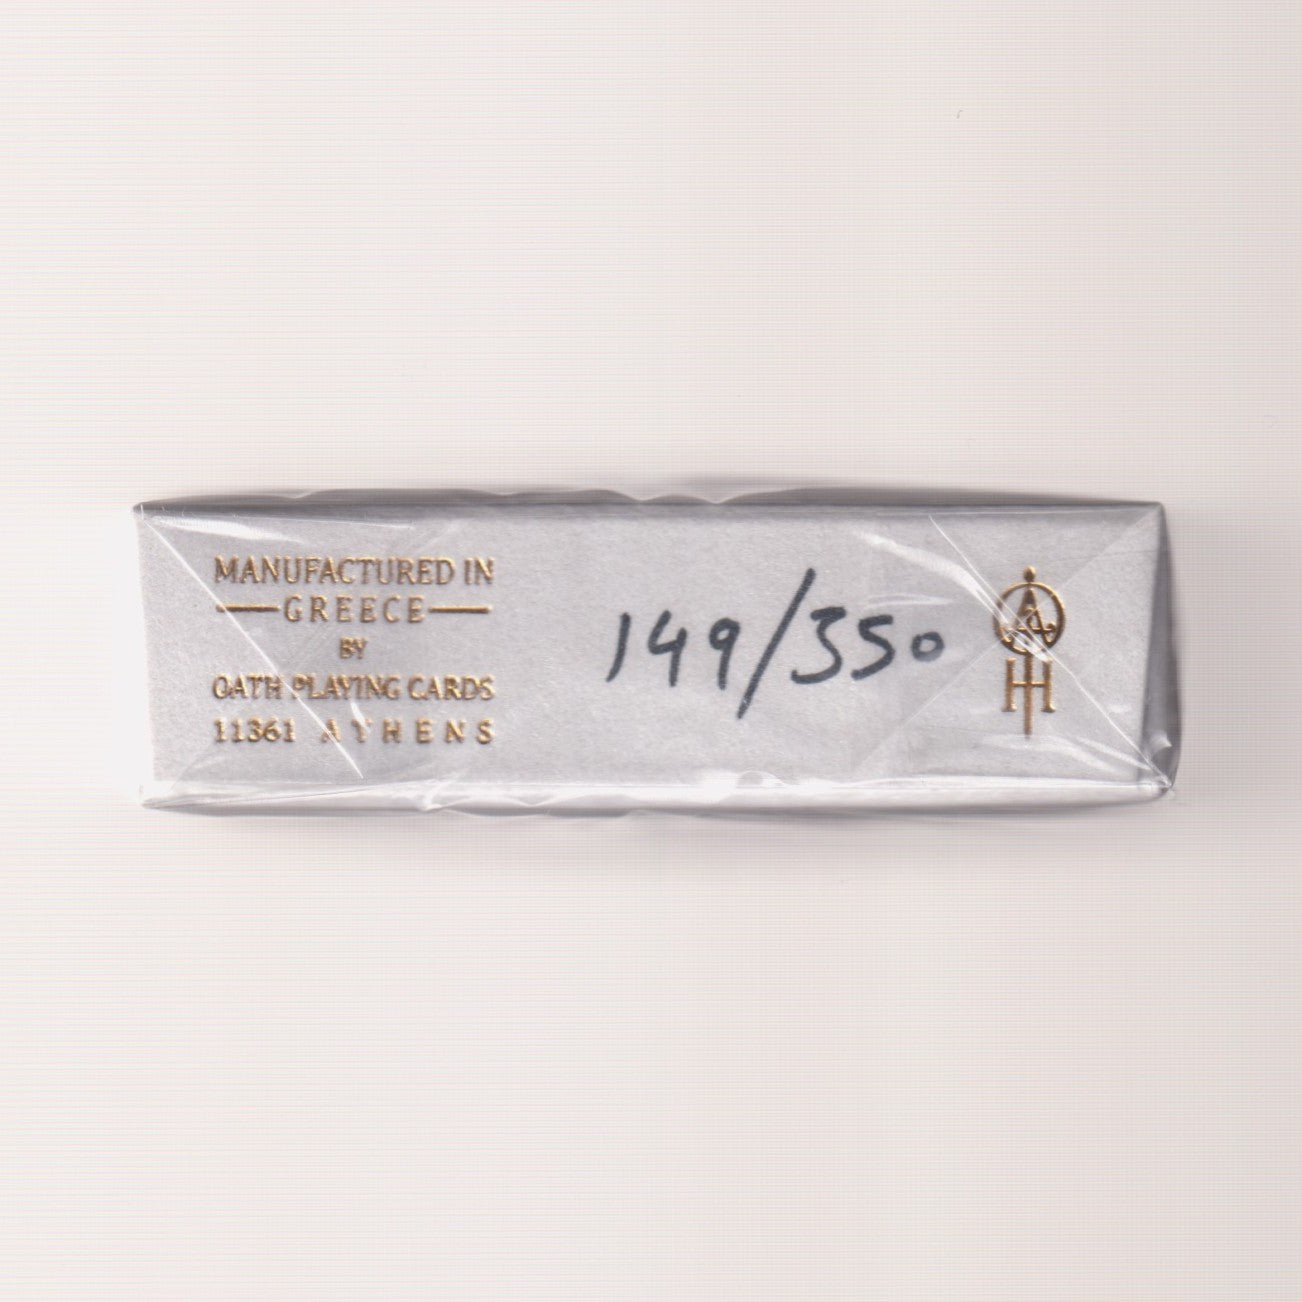 MANUFACTURED IN
GREECE
BY
OATH PLAYING CARDS
11361 ATHENS
149/350